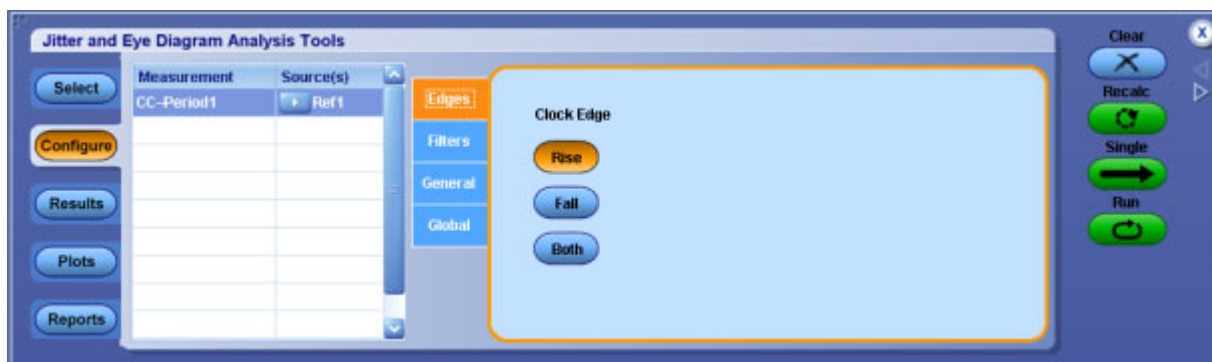 Jitter and Eye Diagram Analysis Tools
Select
Configure
Results
Plots
Reports
Measurement Source(s)
CC-Period1 Ref1
Edges
Filters
General
Global
Clock Edge
Rise
Fall
Both
Clear
Recalc
Single
Run
X